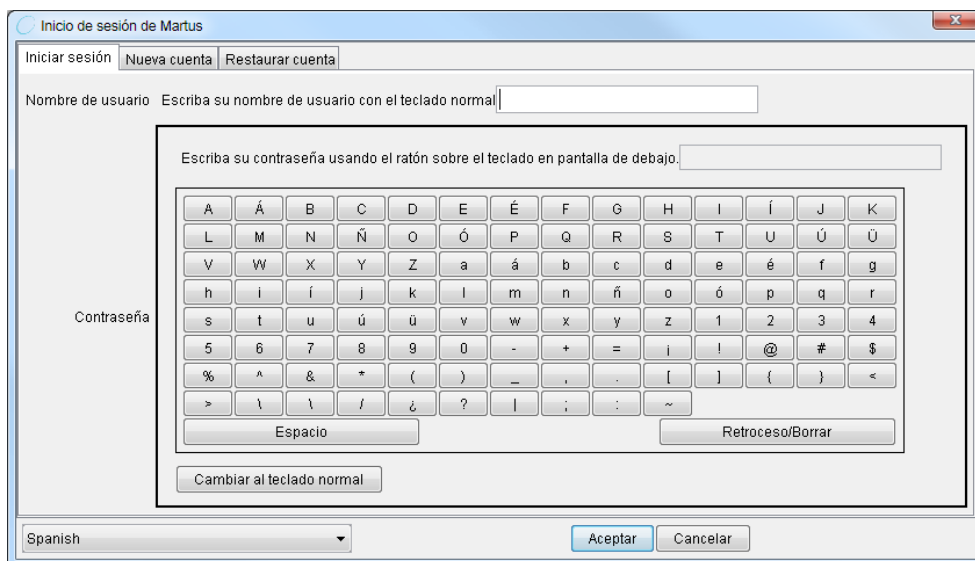 Inicio de sesión de Martus
Iniciar sesión Nueva cuenta Restaurar cuenta
Nombre de usuario Escriba su nombre de usuario con el teclado normal
Escriba su contraseña usando el ratón sobre el teclado en pantalla de debajo.
A Á B C D E É F G H I Í J K
L M N Ñ O Ó P Q R S T U Ú Ü
V W X Y Z a á b c d e é f g
h i í j k l m n ñ o ó p q r
Contraseña
s t u ú ü v w x y z 1 2 3 4
5 6 7 8 9 0 - + = ¡ ! @ # $
% ^ & * ( ) _ , . [ ] { } <
> \ \ / ¿ ? | ; : ~
Espacio Retroceso/Borrar
Cambiar al teclado normal
Spanish Aceptar Cancelar